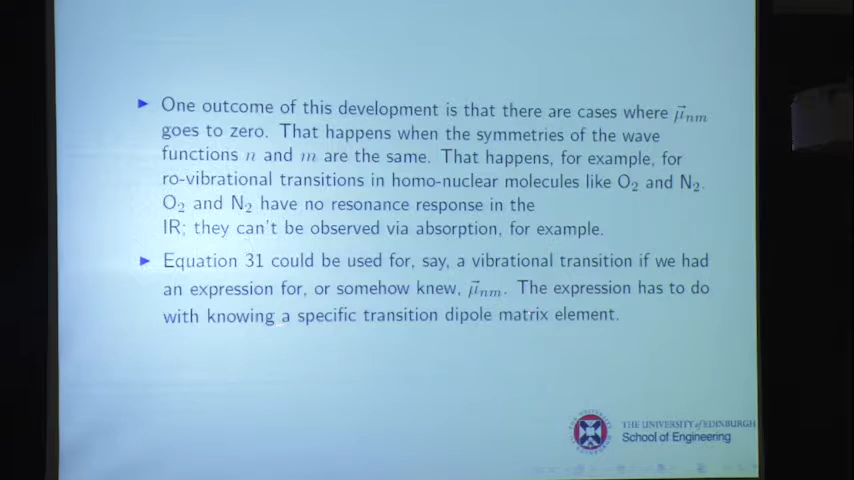 One outcome of this development is that there are cases where μ⃗nm
goes to zero. That happens when the symmetries of the wave
functions n and m are the same. That happens, for example, for
ro-vibrational transitions in homo-nuclear molecules like O₂ and N₂.
O₂ and N₂ have no resonance response in the
IR; they can't be observed via absorption, for example.
Equation 31 could be used for, say, a vibrational transition if we had
an expression for, or somehow knew, μ⃗nm. The expression has to do
with knowing a specific transition dipole matrix element.
THE UNIVERSITY of EDINBURGH
School of Engineering